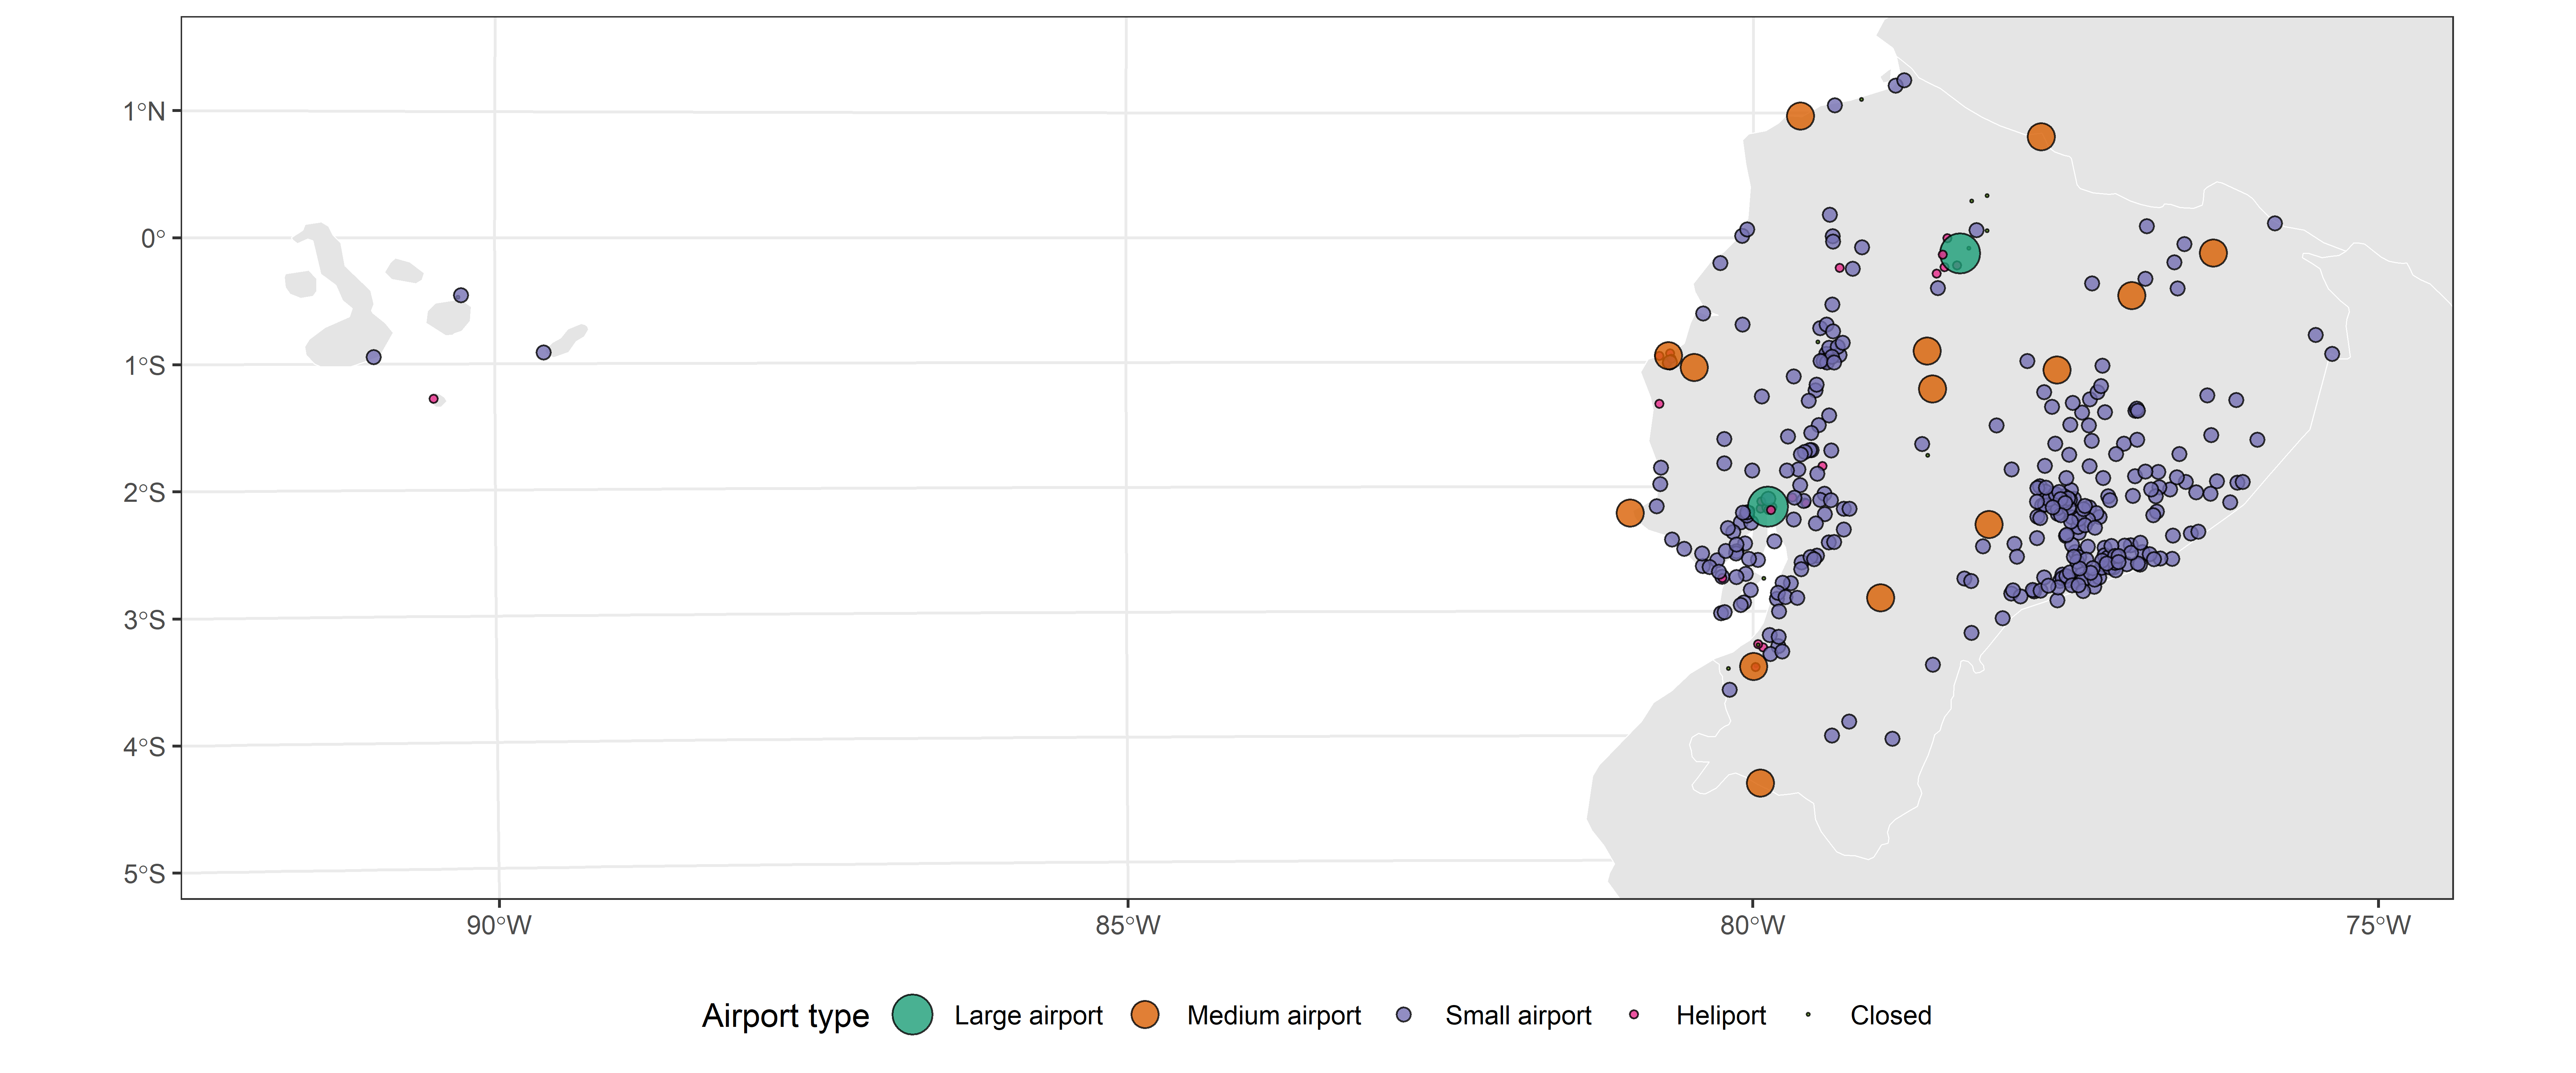 1°N
0°
1°S
2°S
3°S
4°S
5°S
90°W 85°W 80°W 75°W
Airport type Large airport Medium airport Small airport Heliport Closed